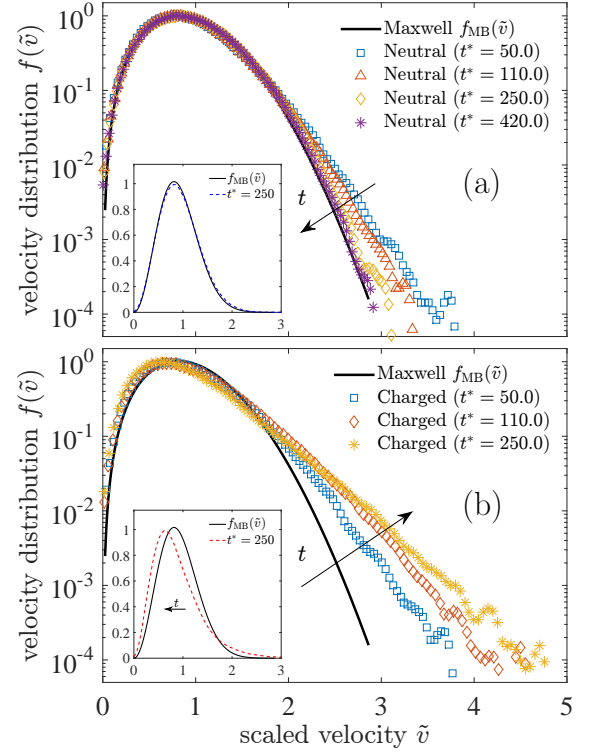 velocity distribution f(ṽ)
10⁰
10⁻¹
10⁻²
10⁻³
10⁻⁴
Maxwell f_MB(ṽ)
Neutral (t* = 50.0)
Neutral (t* = 110.0)
Neutral (t* = 250.0)
Neutral (t* = 420.0)
t
(a)
1
0.8
0.6
0.4
0.2
0
f_MB(ṽ)
t* = 250
0 1 2 3
velocity distribution f(ṽ)
10⁰
10⁻¹
10⁻²
10⁻³
10⁻⁴
Maxwell f_MB(ṽ)
Charged (t* = 50.0)
Charged (t* = 110.0)
Charged (t* = 250.0)
t
(b)
1
0.8
0.6
0.4
0.2
0
f_MB(ṽ)
t* = 250
t
0 1 2 3
0 1 2 3 4 5
scaled velocity ṽ